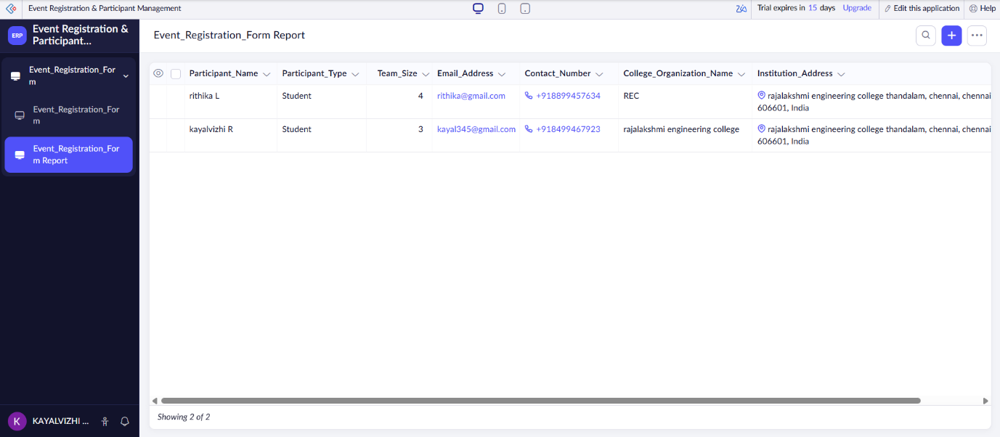 Event Registration & Participant Management
Trial expires in 15 days Upgrade
Edit this application
Help
ERP
Event Registration &
Participant...
Event_Registration_For
m
Event_Registration_For
m
Event_Registration_For
m Report
KAYALVIZHI ...
K
Event_Registration_Form Report
Participant_Name Participant_Type Team_Size Email_Address Contact_Number College_Organization_Name Institution_Address
rithika L Student 4 rithika@gmail.com +918899457634 REC rajalakshmi engineering college thandalam, chennai, chennai
606601, India
kayalvizhi R Student 3 kayal345@gmail.com +918499467923 rajalakshmi engineering college rajalakshmi engineering college thandalam, chennai, chennai
606601, India
Showing 2 of 2